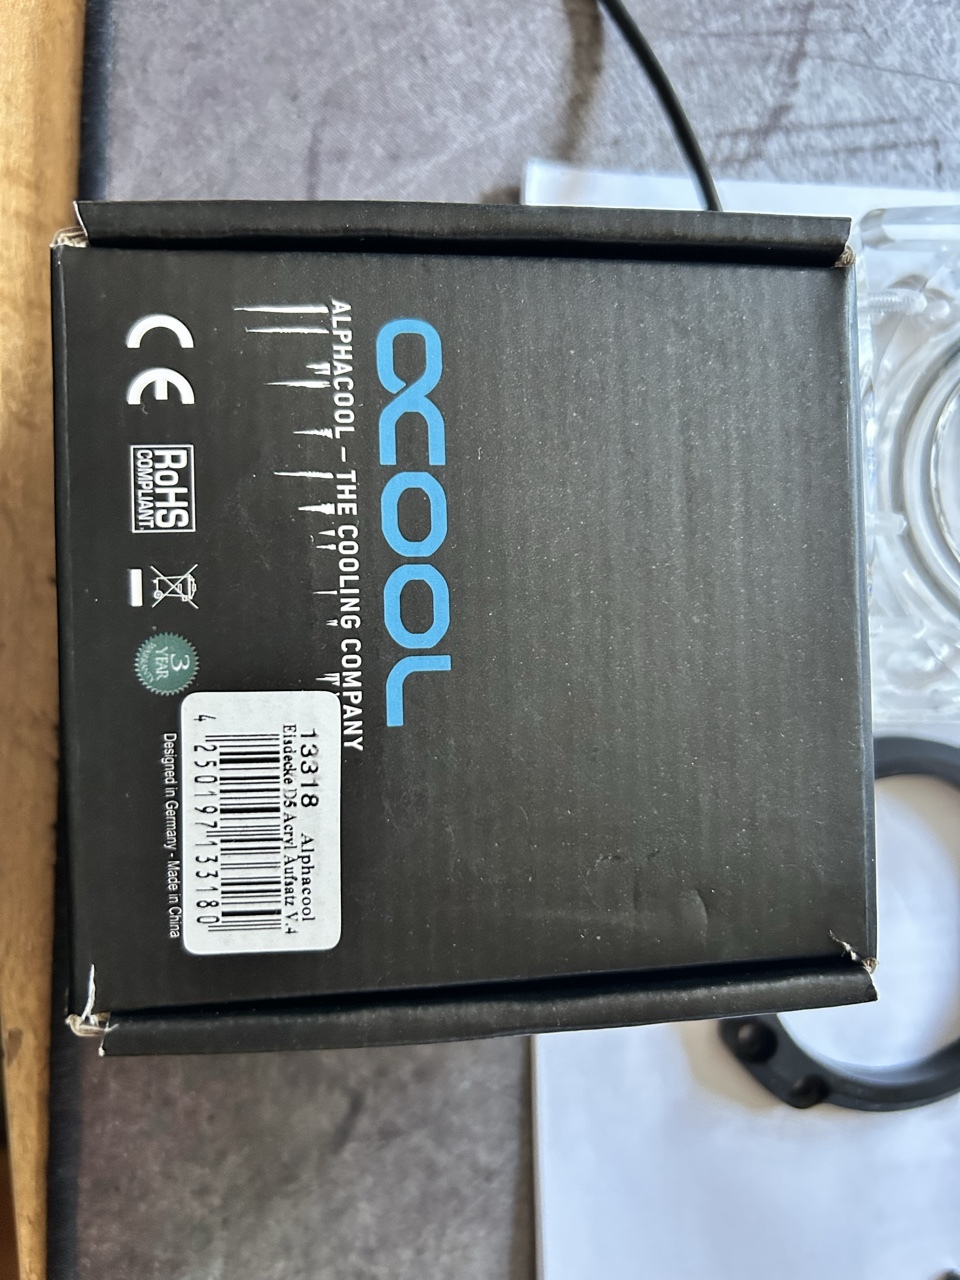 αCOOL
ALPHACOOL – THE COOLING COMPANY
CE
RoHS
COMPLIANT
3
YEAR
13318 Alphacool
Eisdecke D5 Acryl Aufsatz V.4
4 250197 133180
Designed in Germany - Made in China